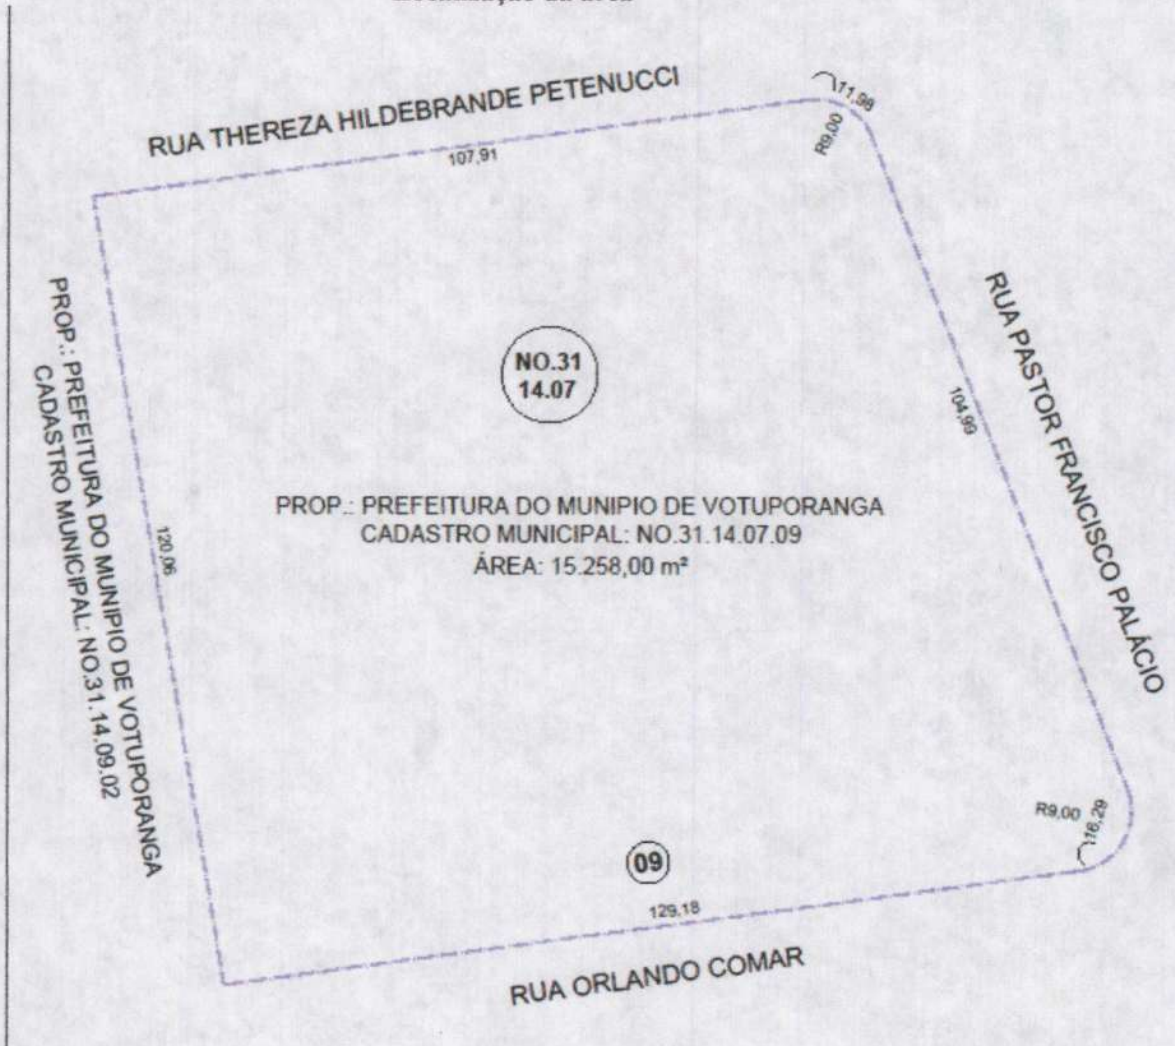 RUA THEREZA HILDEBRANDE PETENUCCI
107,91
11,98
R9,00
RUA PASTOR FRANCISCO PALÁCIO
104,99
NO.31
14.07
PROP.: PREFEITURA DO MUNIPIO DE VOTUPORANGA
CADASTRO MUNICIPAL: NO.31.14.09.02
120,06
PROP.: PREFEITURA DO MUNIPIO DE VOTUPORANGA
CADASTRO MUNICIPAL: NO.31.14.07.09
ÁREA: 15.258,00 m²
R9,00
16,29
09
129,18
RUA ORLANDO COMAR